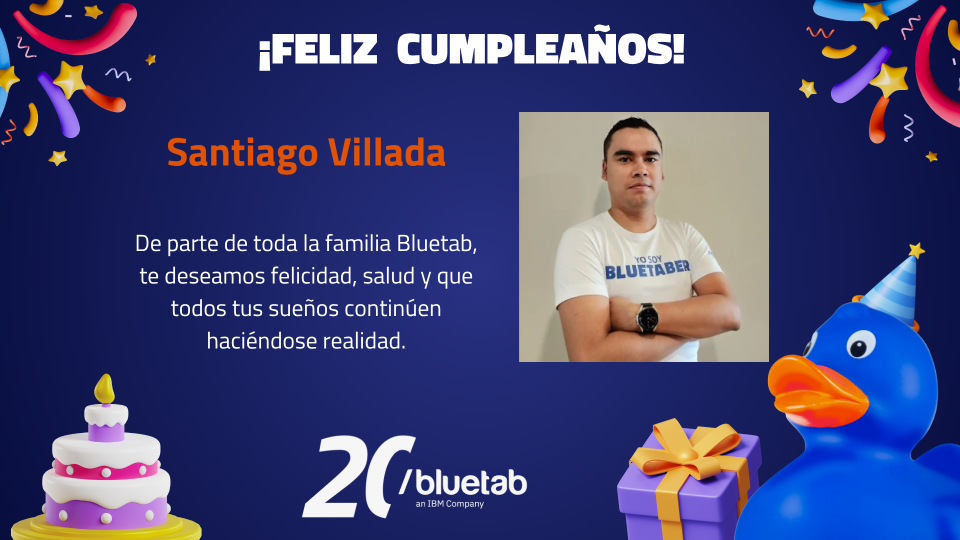 ¡FELIZ CUMPLEAÑOS!
Santiago Villada
De parte de toda la familia Bluetab,
te deseamos felicidad, salud y que
todos tus sueños continúen
haciéndose realidad.
YO SOY
BLUETABER
20/bluetab
an IBM Company